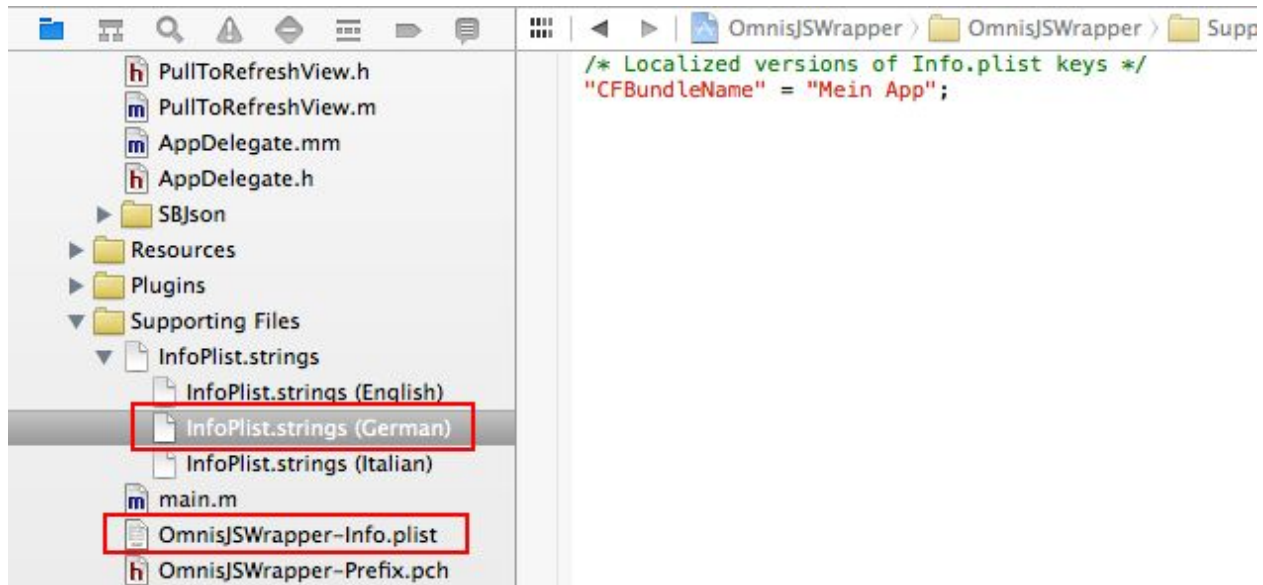 OmnisJSWrapper OmnisJSWrapper Supp
h PullToRefreshView.h
m PullToRefreshView.m
m AppDelegate.mm
h AppDelegate.h
SBJson
Resources
Plugins
Supporting Files
InfoPlist.strings
InfoPlist.strings (English)
InfoPlist.strings (German)
InfoPlist.strings (Italian)
m main.m
OmnisJSWrapper-Info.plist
h OmnisJSWrapper-Prefix.pch
/* Localized versions of Info.plist keys */
"CFBundleName" = "Mein App";